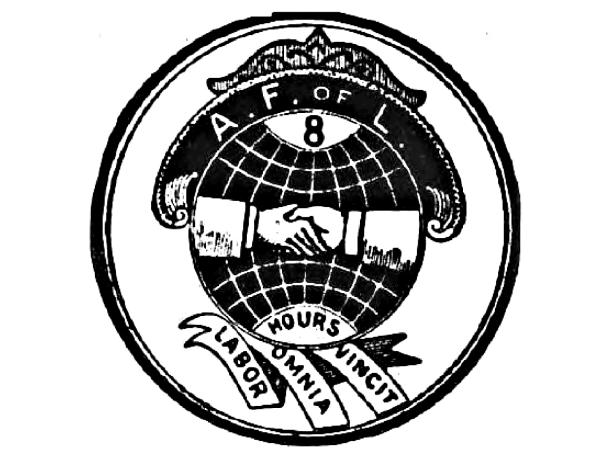 A. F. OF L.
8
HOURS
LABOR
OMNIA
VINCIT